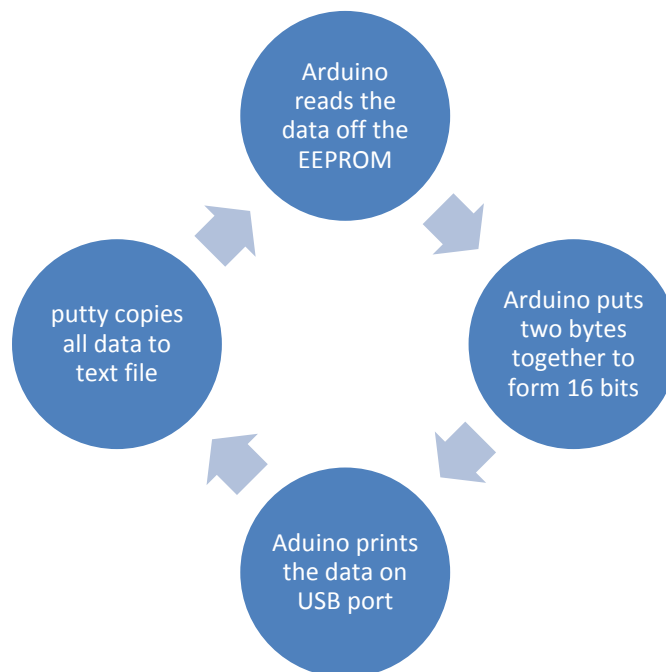 Arduino
reads the
data off the
EEPROM
Arduino puts
two bytes
together to
form 16 bits
Aduino prints
the data on
USB port
putty copies
all data to
text file